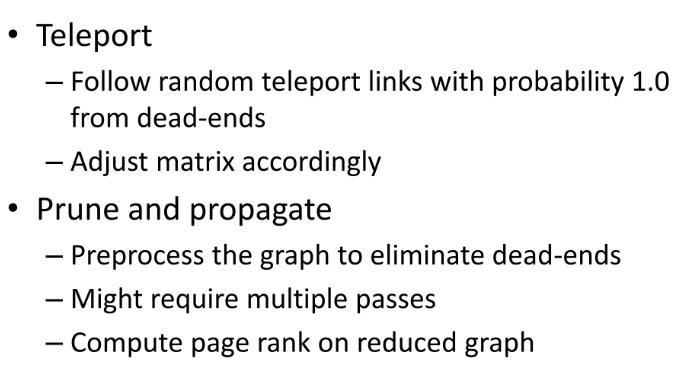 • Teleport
– Follow random teleport links with probability 1.0
from dead-ends
– Adjust matrix accordingly
• Prune and propagate
– Preprocess the graph to eliminate dead-ends
– Might require multiple passes
– Compute page rank on reduced graph